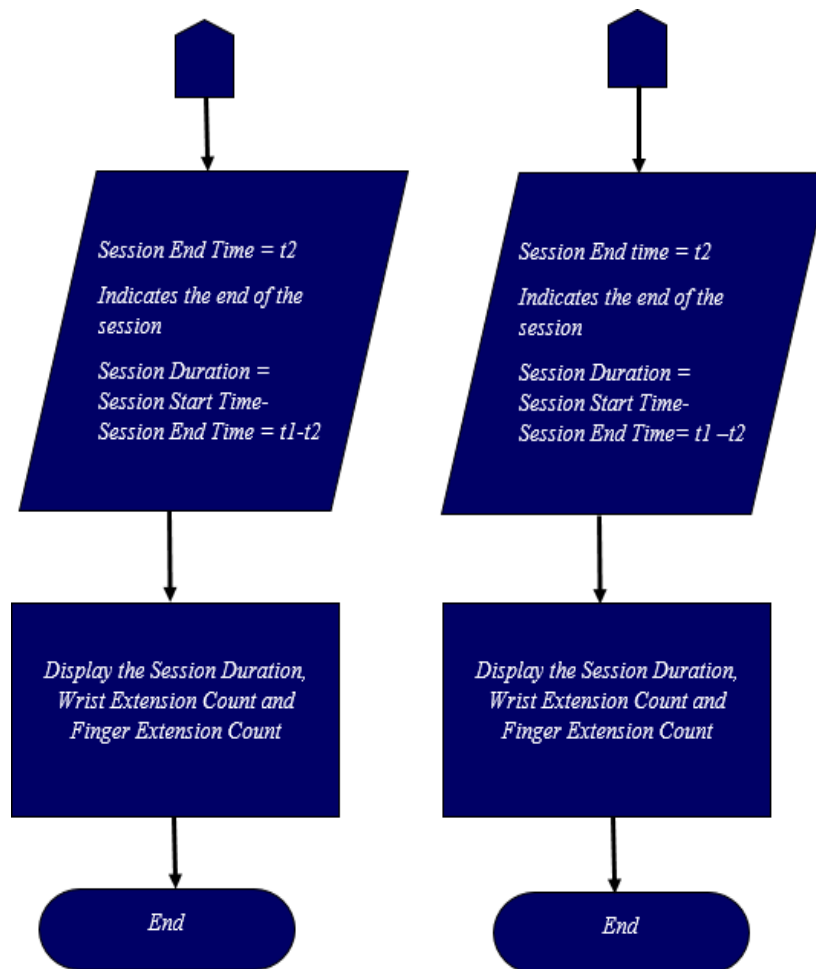 Session End Time = t2
Indicates the end of the
session
Session Duration =
Session Start Time-
Session End Time = t1-t2
Display the Session Duration,
Wrist Extension Count and
Finger Extension Count
End
Session End time = t2
Indicates the end of the
session
Session Duration =
Session Start Time-
Session End Time= t1 –t2
Display the Session Duration,
Wrist Extension Count and
Finger Extension Count
End